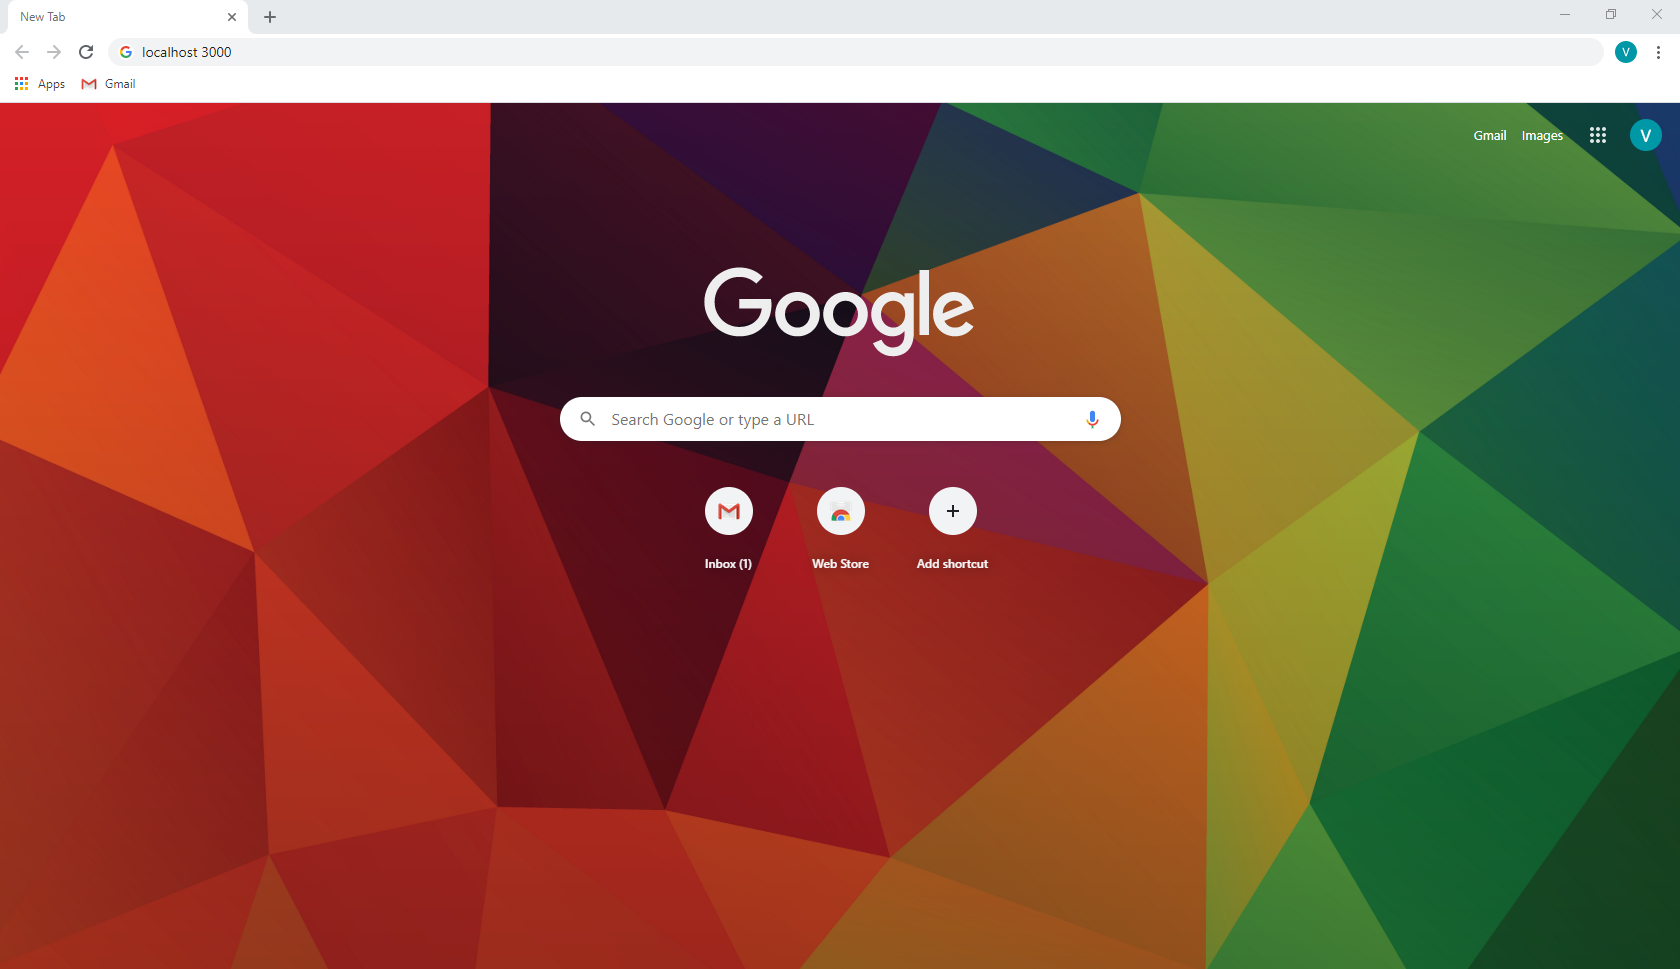 New Tab
localhost 3000
V
Apps
Gmail
Gmail
Images
V
Google
Search Google or type a URL
Inbox (1)
Web Store
Add shortcut